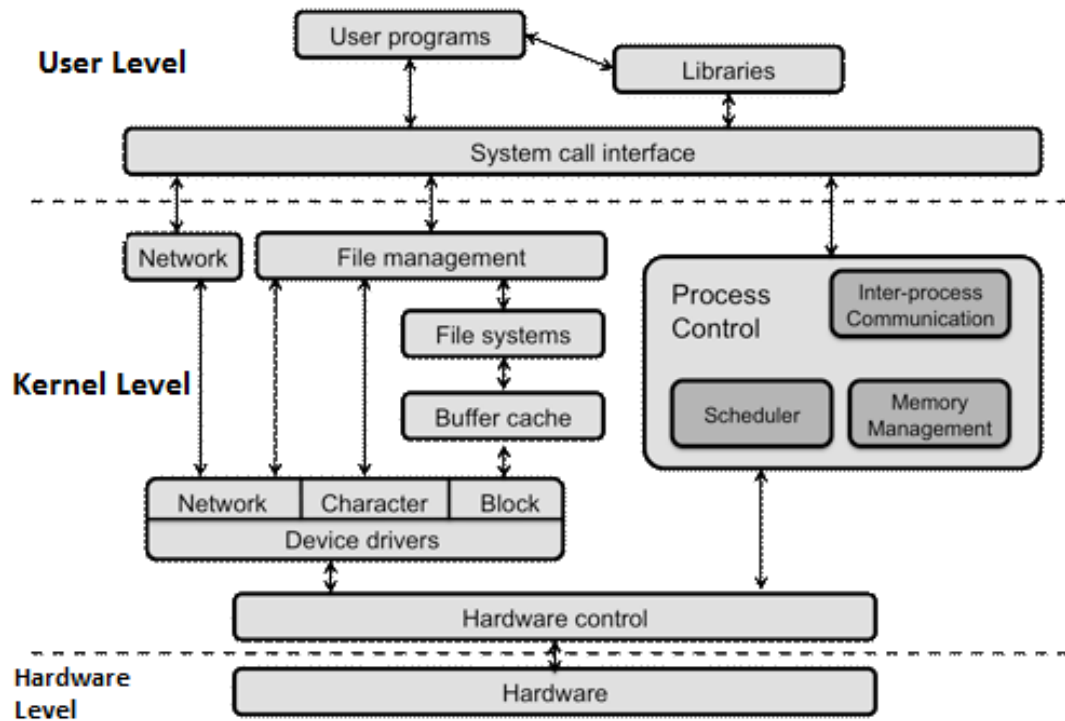 User Level
User programs
Libraries
System call interface
Network
File management
Process
Control
Inter-process
Communication
File systems
Kernel Level
Buffer cache
Scheduler
Memory
Management
Network
Character
Block
Device drivers
Hardware control
Hardware
Level
Hardware